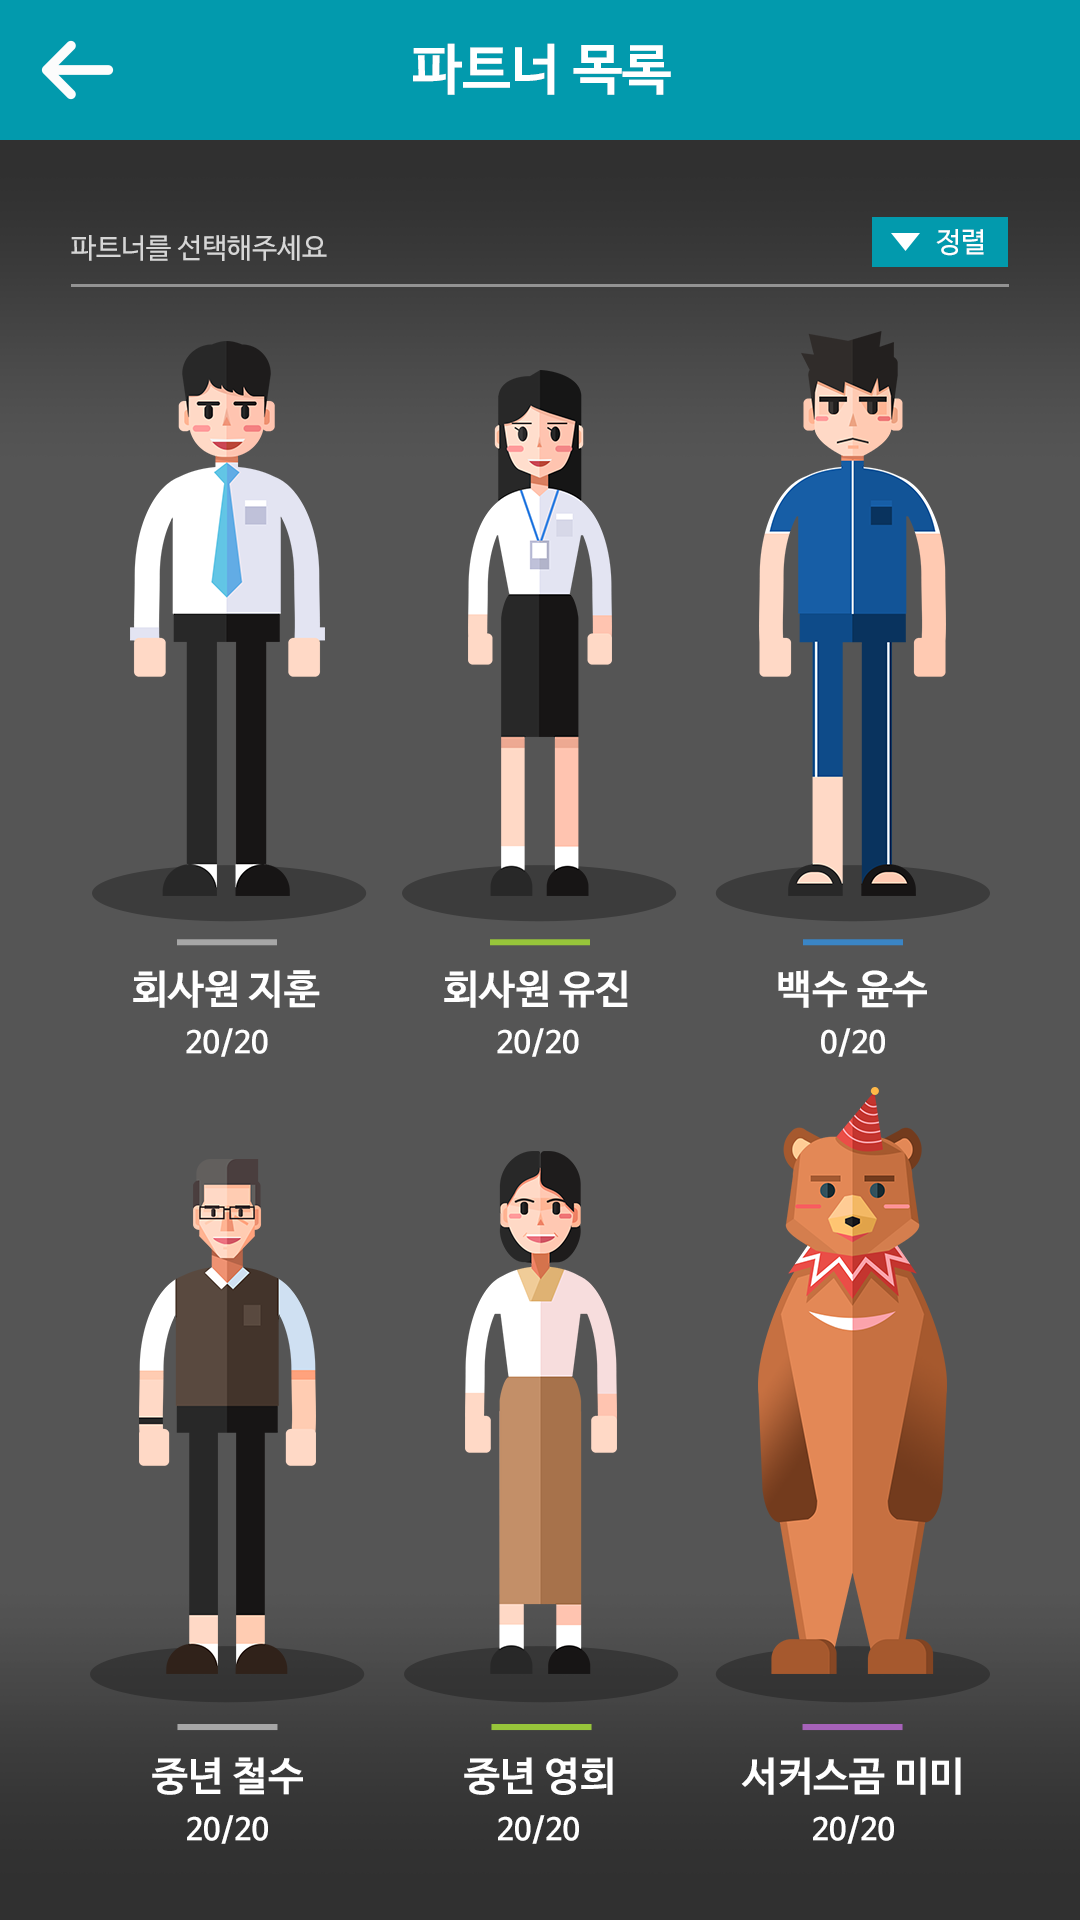 파트너 목록
파트너를 선택해주세요
정렬
회사원 지훈
20/20
회사원 유진
20/20
백수 윤수
0/20
중년 철수
20/20
중년 영희
20/20
서커스곰 미미
20/20